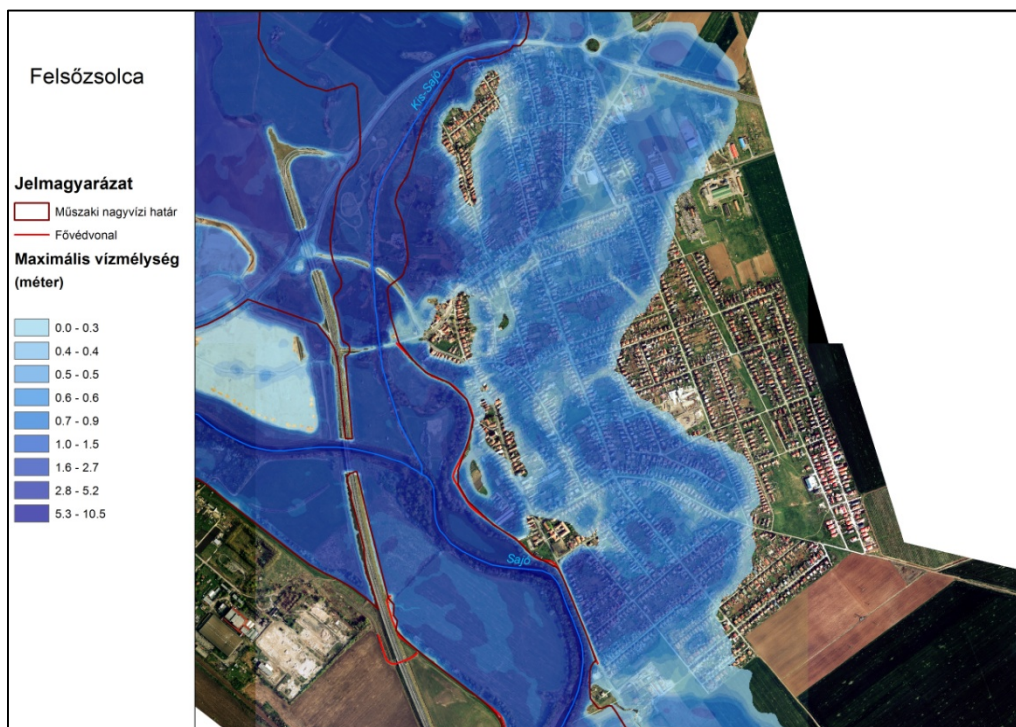 Felsőzsolca
Jelmagyarázat
Műszaki nagyvízi határ
Fővédvonal
Maximális vízmélység
(méter)
0.0 - 0.3
0.4 - 0.4
0.5 - 0.5
0.6 - 0.6
0.7 - 0.9
1.0 - 1.5
1.6 - 2.7
2.8 - 5.2
5.3 - 10.5
Kis-Sajó
Sajó